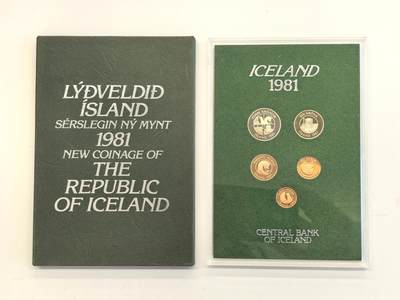 LÝÐVELDIÐ
ÍSLAND
SÉRSLEGIN NÝ MYNT
1981
NEW COINAGE OF
THE
REPUBLIC
OF ICELAND
ICELAND
1981
CENTRAL BANK
OF ICELAND